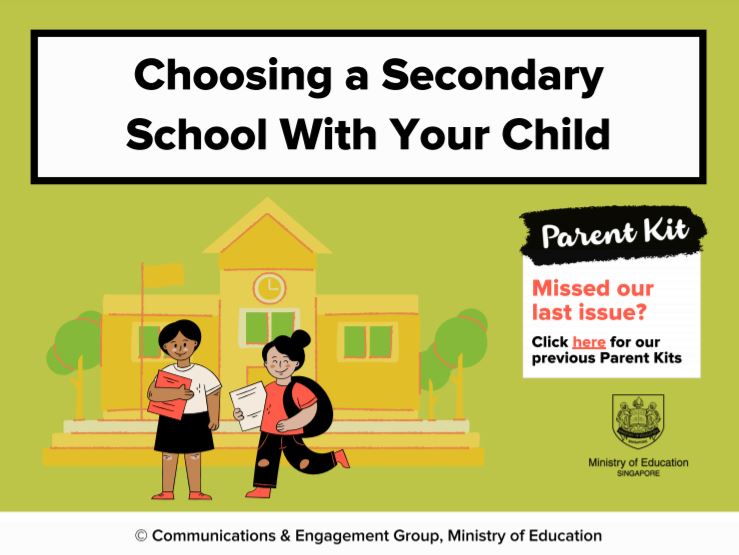 Choosing a Secondary
School With Your Child
Parent Kit
Missed our
last issue?
Click here for our
previous Parent Kits
Ministry of Education
SINGAPORE
© Communications & Engagement Group, Ministry of Education